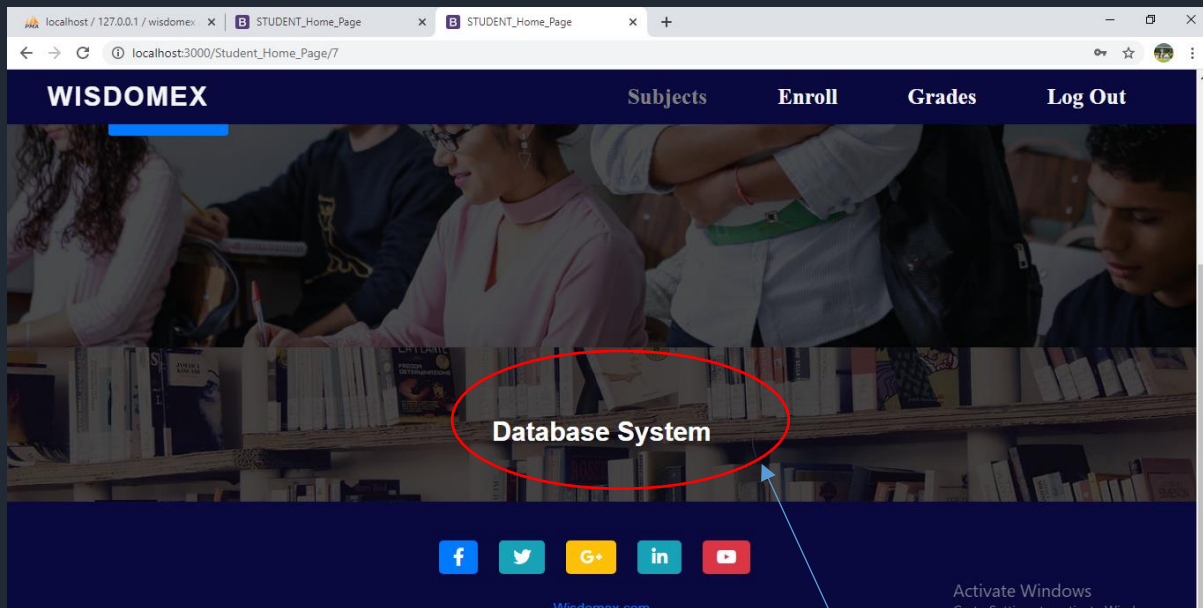 localhost / 127.0.0.1 / wisdomex
STUDENT_Home_Page
STUDENT_Home_Page
localhost:3000/Student_Home_Page/7
WISDOMEX
Subjects Enroll Grades Log Out
Database System
f G+ in
Wisdomex.com
Activate Windows